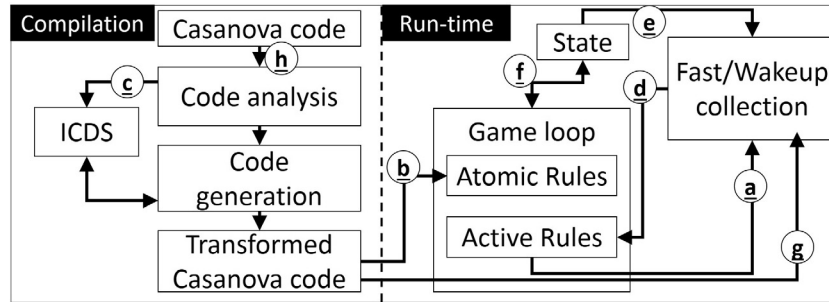 Compilation
Casanova code
h
c
Code analysis
ICDS
Code
generation
Transformed
Casanova code
Run-time
State
e
f
Fast/Wakeup
collection
d
Game loop
b
Atomic Rules
a
Active Rules
g